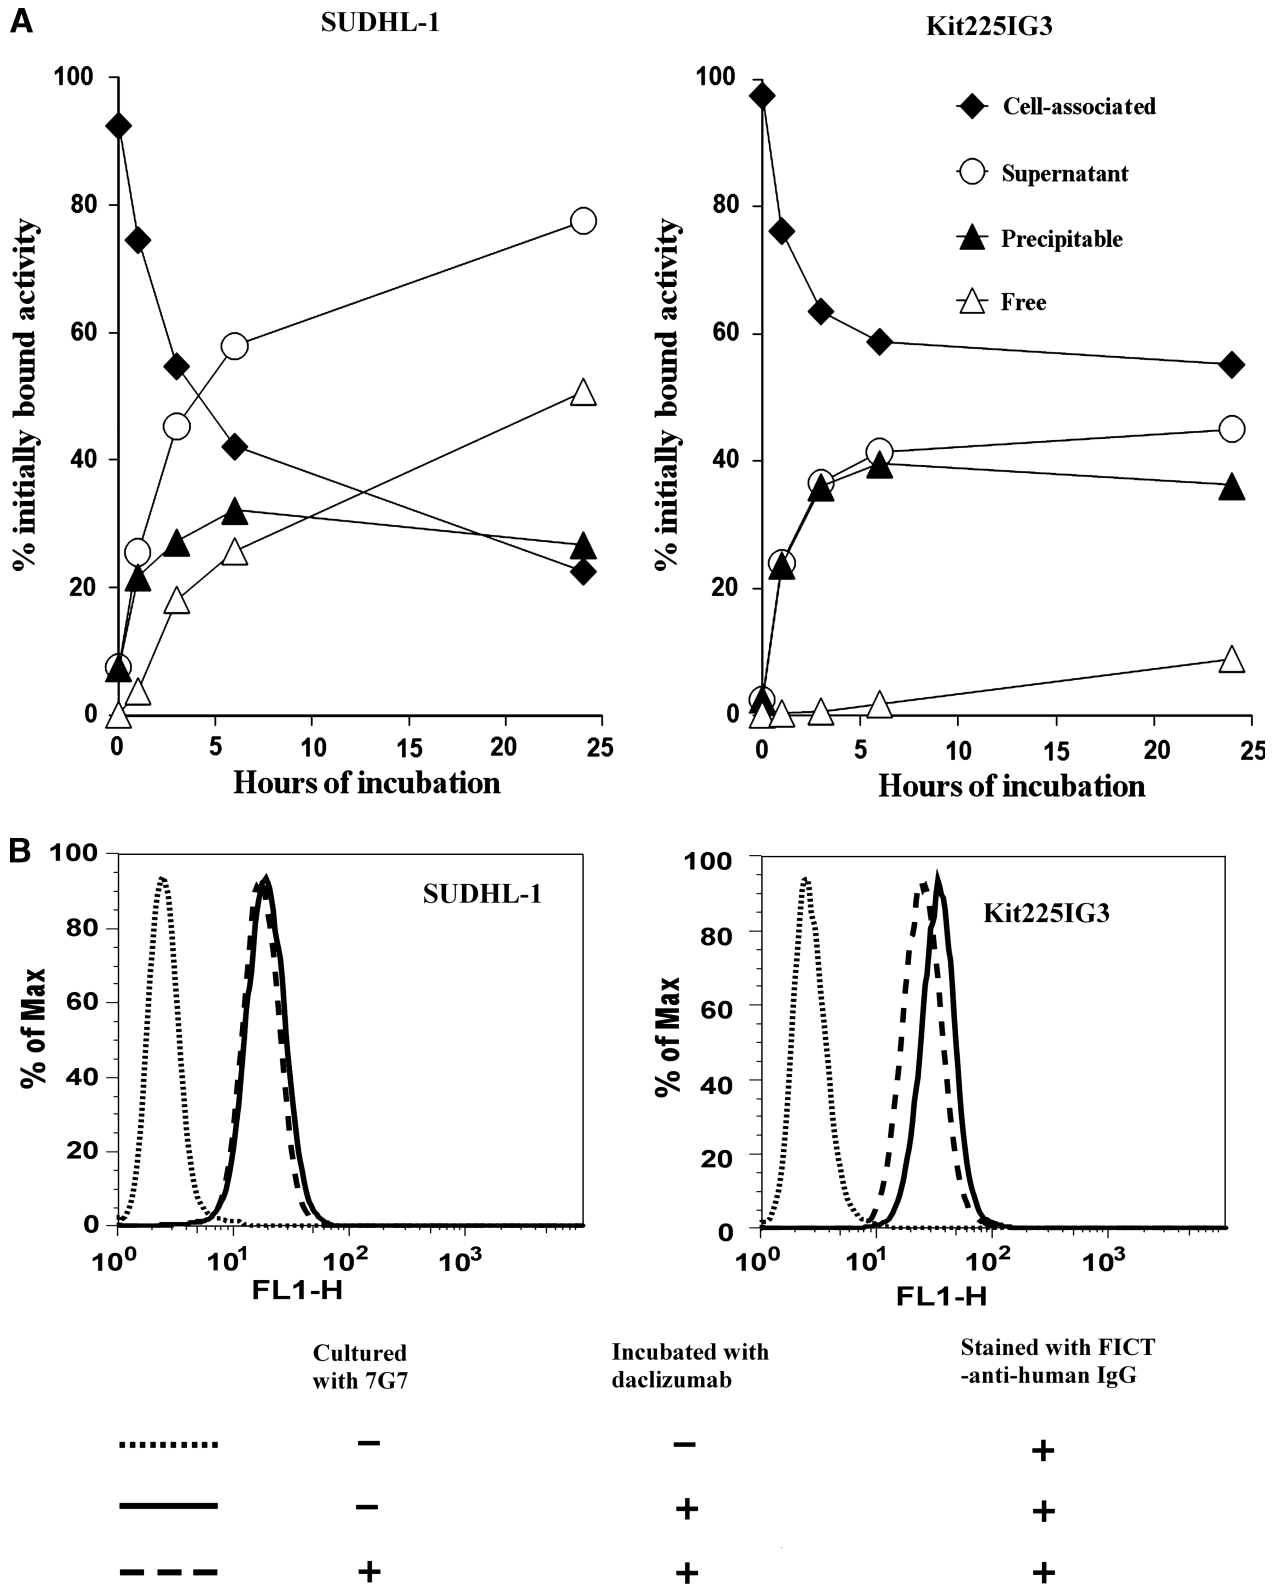 A
SUDHL-1
Kit225IG3
% initially bound activity
100
80
60
40
20
0
0 5 10 15 20 25
Hours of incubation
% initially bound activity
100
80
60
40
20
0
0 5 10 15 20 25
Hours of incubation
Cell-associated
Supernatant
Precipitable
Free
B
SUDHL-1
% of Max
100
80
60
40
20
0
10^0 10^1 10^2 10^3
FL1-H
Kit225IG3
% of Max
100
80
60
40
20
0
10^0 10^1 10^2 10^3
FL1-H
Cultured
with 7G7
Incubated with
daclizumab
Stained with FICT
-anti-human IgG
− − +
− + +
+ + +